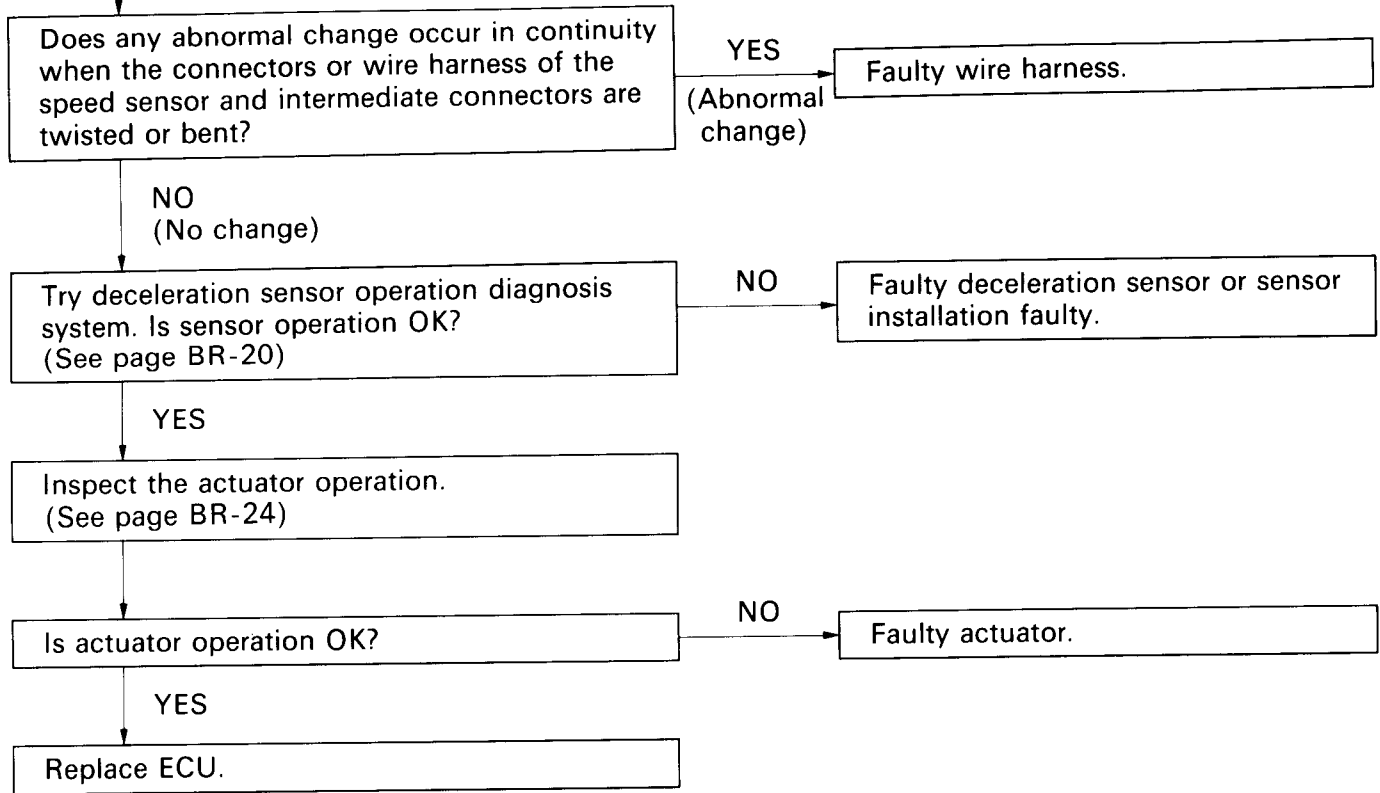 Does any abnormal change occur in continuity
when the connectors or wire harness of the
speed sensor and intermediate connectors are
twisted or bent?
YES
(Abnormal
change)
Faulty wire harness.
NO
(No change)
Try deceleration sensor operation diagnosis
system. Is sensor operation OK?
(See page BR-20)
NO
Faulty deceleration sensor or sensor
installation faulty.
YES
Inspect the actuator operation.
(See page BR-24)
Is actuator operation OK?
NO
Faulty actuator.
YES
Replace ECU.